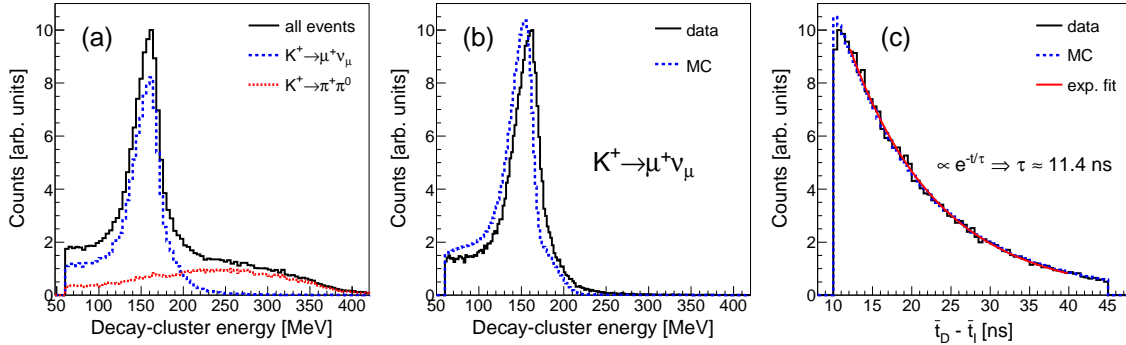 (a)
all events
K⁺→μ⁺νμ
K⁺→π⁺π⁰
Counts [arb. units]
10
8
6
4
2
0
50 100 150 200 250 300 350 400
Decay-cluster energy [MeV]
(b)
data
MC
K⁺→μ⁺νμ
Counts [arb. units]
10
8
6
4
2
0
50 100 150 200 250 300 350 400
Decay-cluster energy [MeV]
(c)
data
MC
exp. fit
∝ e^-t/τ ⇒ τ ≈ 11.4 ns
Counts [arb. units]
10
8
6
4
2
0
10 15 20 25 30 35 40 45
t̄_D - t̄_I [ns]